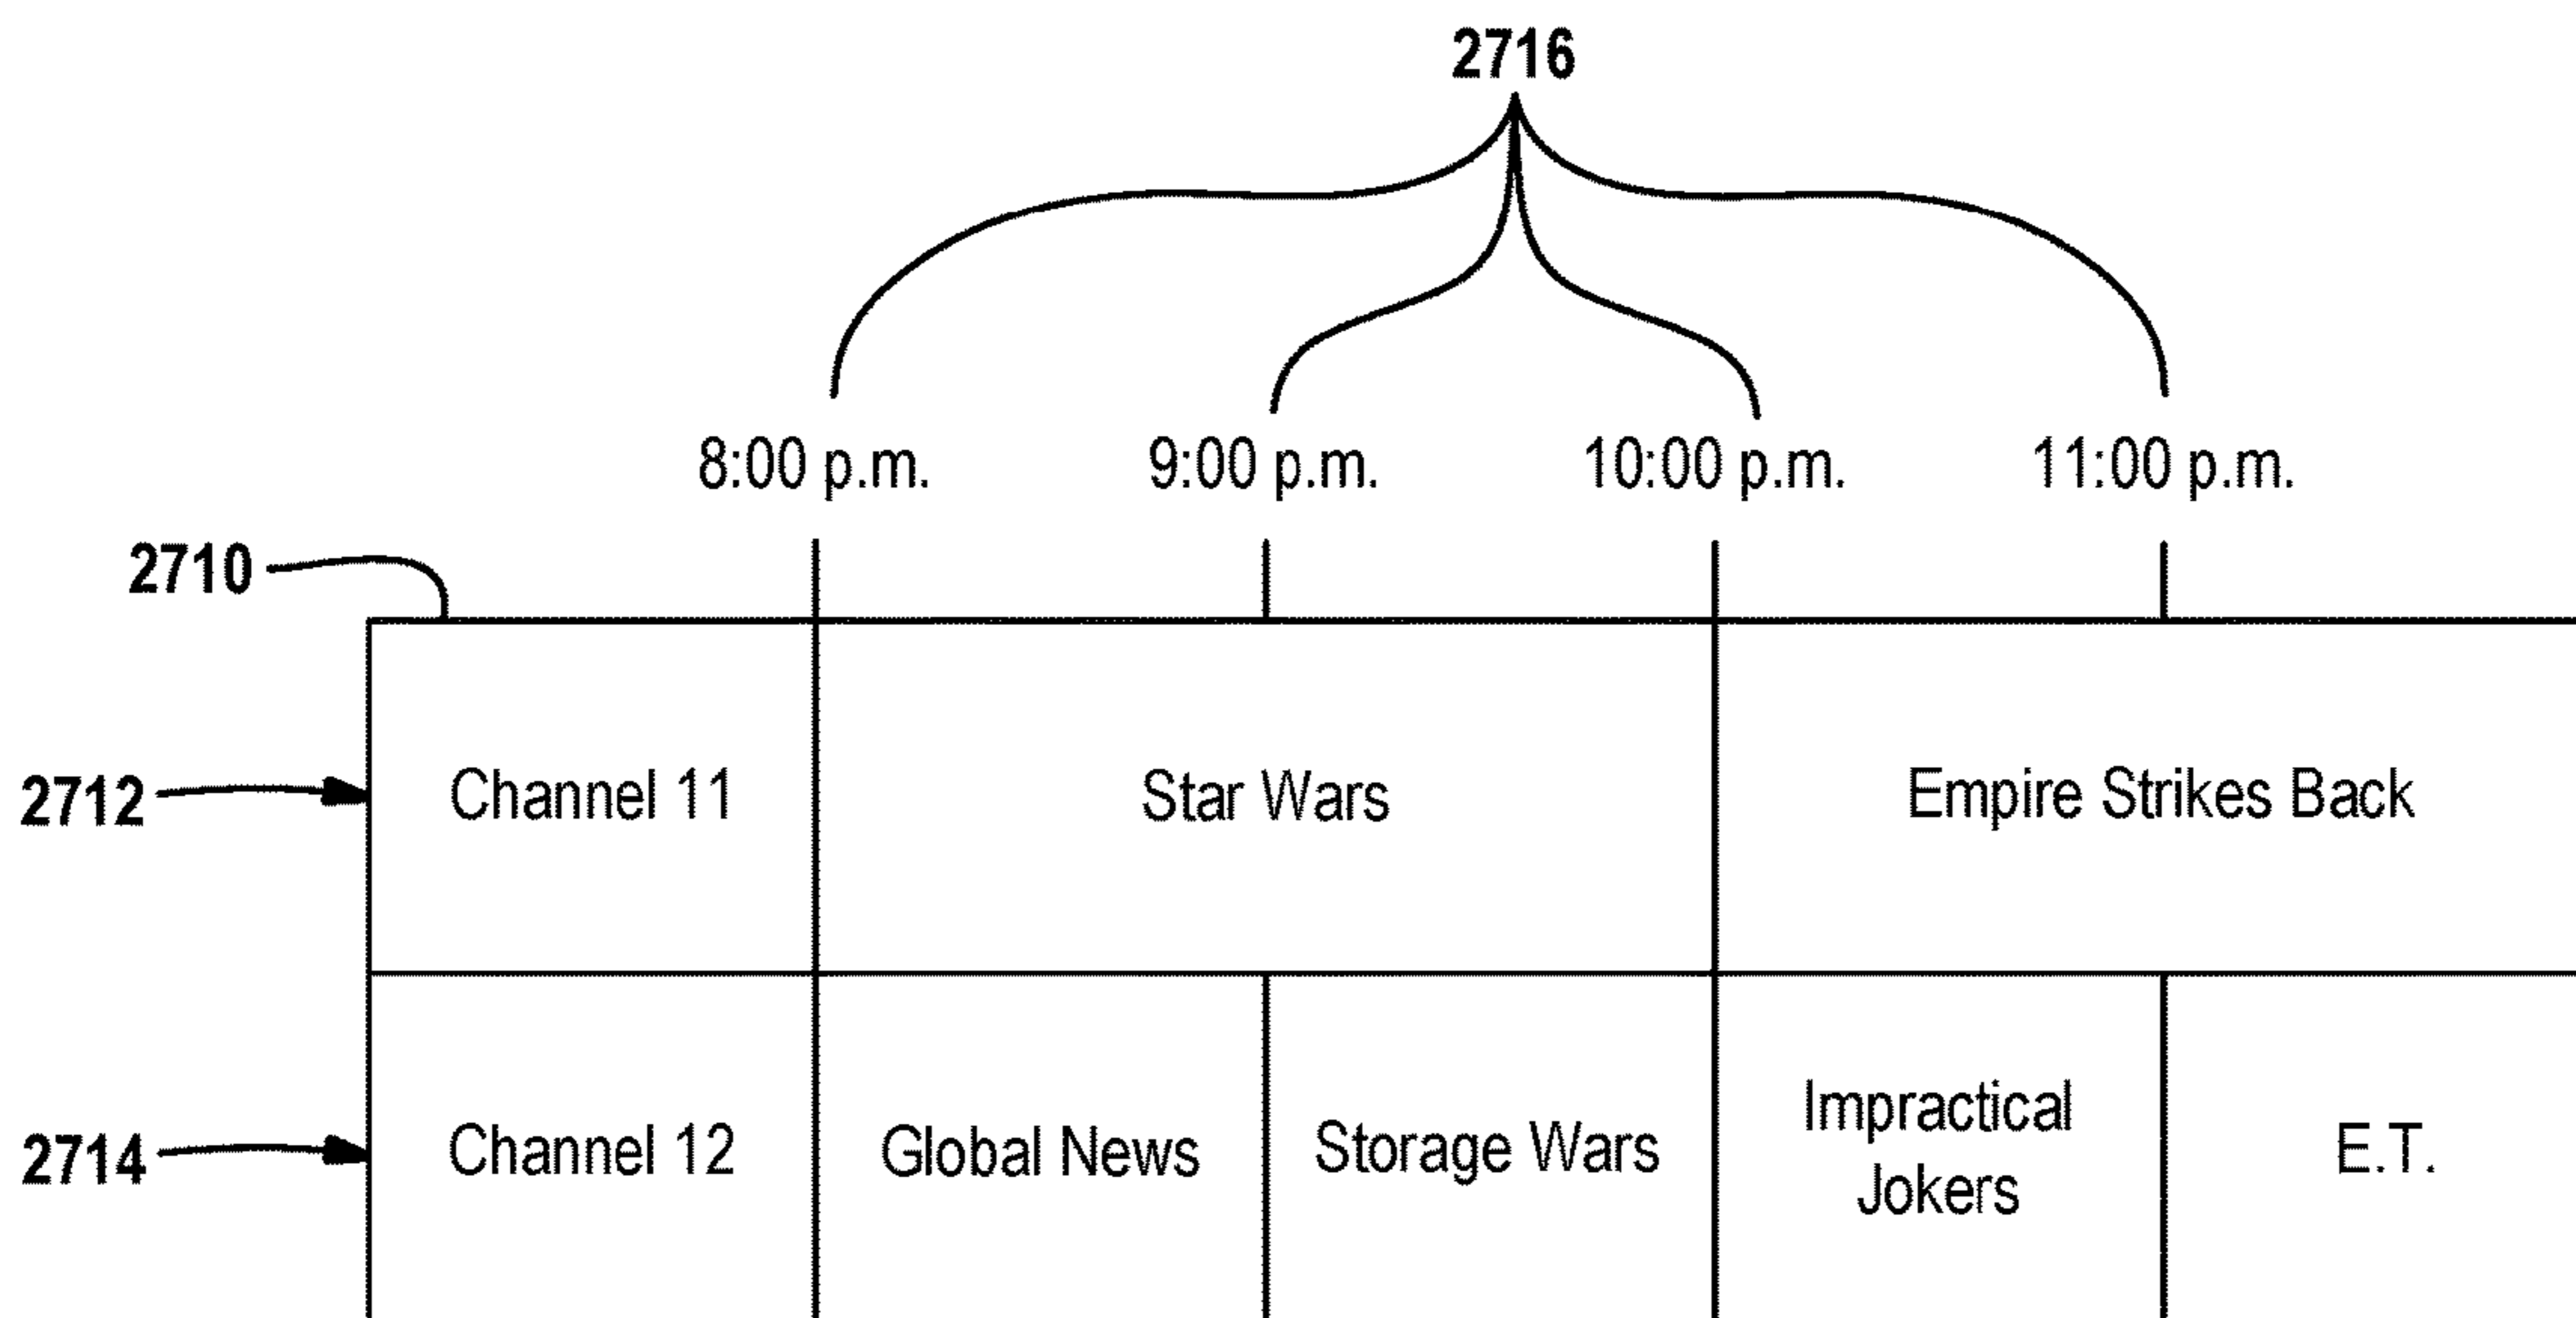 2716
8:00 p.m. 9:00 p.m. 10:00 p.m. 11:00 p.m.
2710
2712 Channel 11 Star Wars Empire Strikes Back
2714 Channel 12 Global News Storage Wars Impractical Jokers E.T.